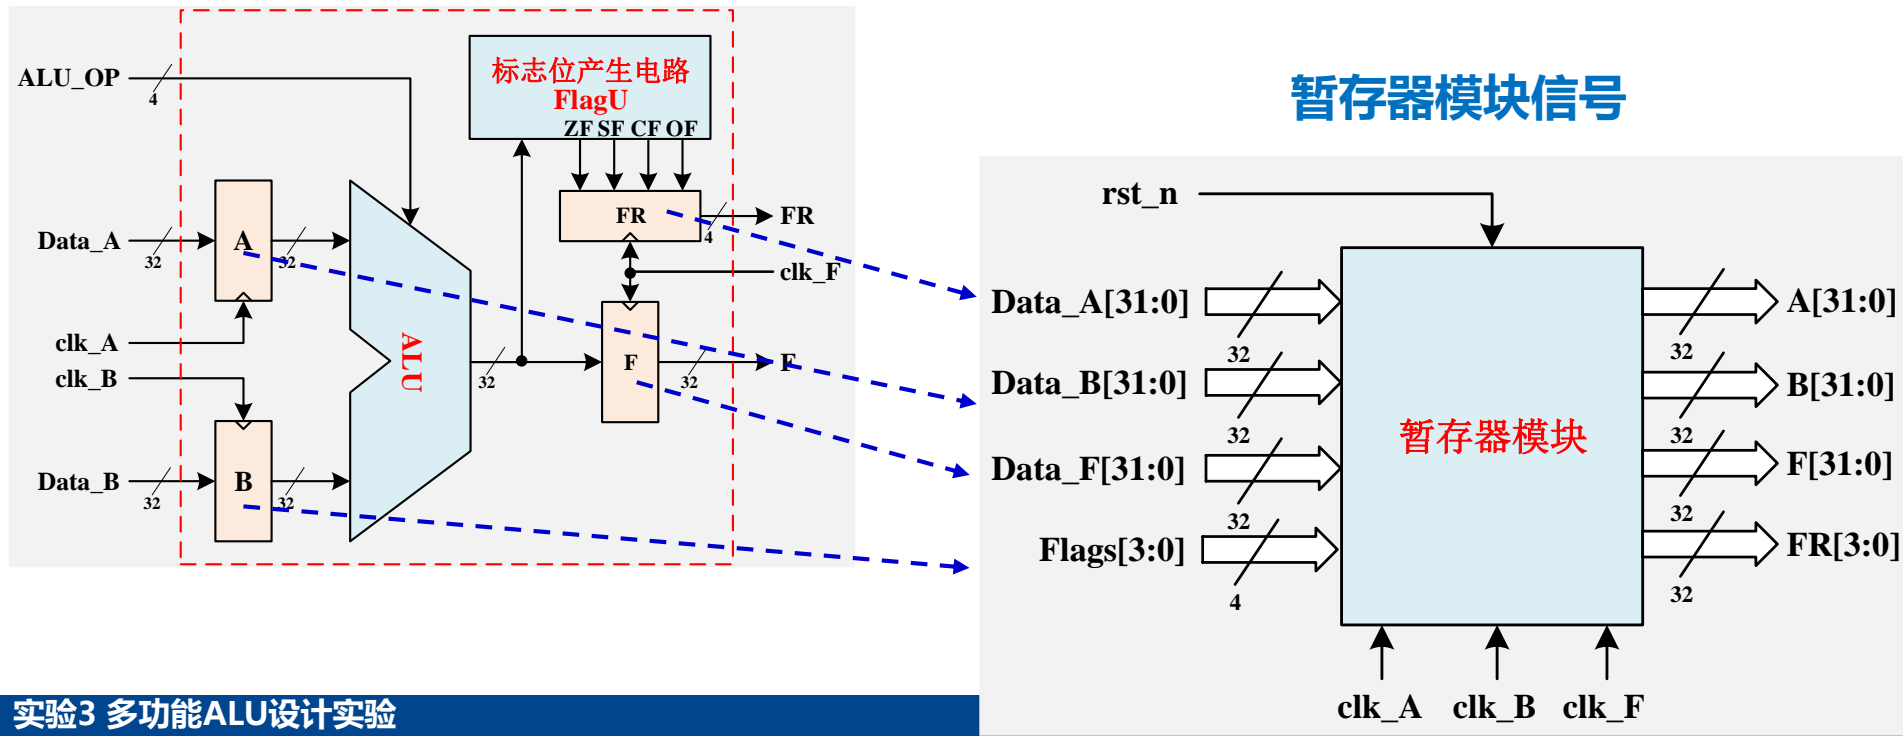 ALU_OP
4
标志位产生电路
FlagU
ZF SF CF OF
FR
4
FR
Data_A
32
A
32
clk_F
clk_A
clk_B
ALU
32
F
32
F
Data_B
32
B
32
暂存器模块信号
rst_n
Data_A[31:0]
32
A[31:0]
32
Data_B[31:0]
32
B[31:0]
32
暂存器模块
Data_F[31:0]
32
F[31:0]
32
Flags[3:0]
4
FR[3:0]
32
clk_A clk_B clk_F
实验3 多功能ALU设计实验